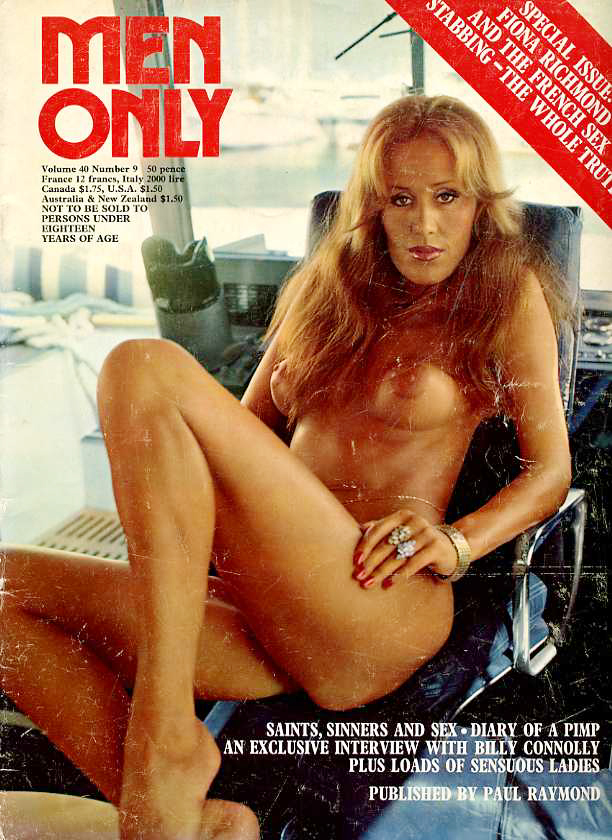 MEN
ONLY
Volume 40 Number 9 50 pence
France 12 francs, Italy 2000 lire
Canada $1.75, U.S.A. $1.50
Australia & New Zealand $1.50
NOT TO BE SOLD TO
PERSONS UNDER
EIGHTEEN
YEARS OF AGE
SPECIAL ISSUE
FIONA RICHMOND
AND THE FRENCH SEX
STABBING-THE WHOLE TRUT
SAINTS, SINNERS AND SEX • DIARY OF A PIMP
AN EXCLUSIVE INTERVIEW WITH BILLY CONNOLLY
PLUS LOADS OF SENSUOUS LADIES
PUBLISHED BY PAUL RAYMOND